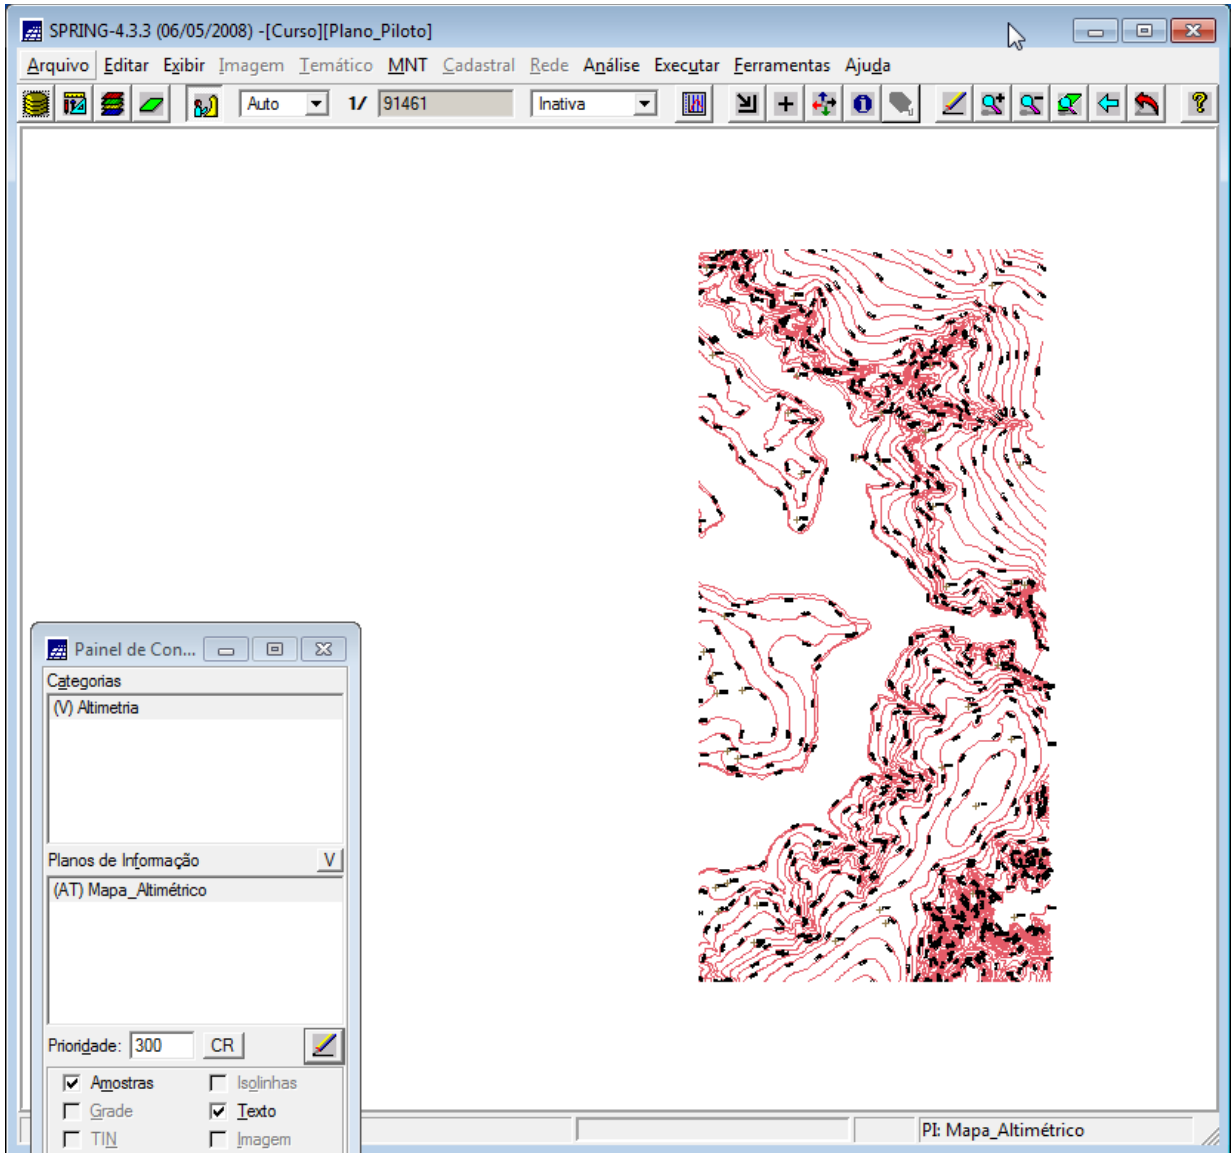 SPRING-4.3.3 (06/05/2008) -[Curso][Plano_Piloto]
Arquivo Editar Exibir Imagem Temático MNT Cadastral Rede Análise Executar Ferramentas Ajuda
Auto 1/ 91461 Inativa
Painel de Con...
Categorias
(V) Altimetria
Planos de Informação V
(AT) Mapa_Altimétrico
Prioridade: 300 CR
Amostras Isolinhas
Grade Texto
TIN Imagem
PI: Mapa_Altimétrico